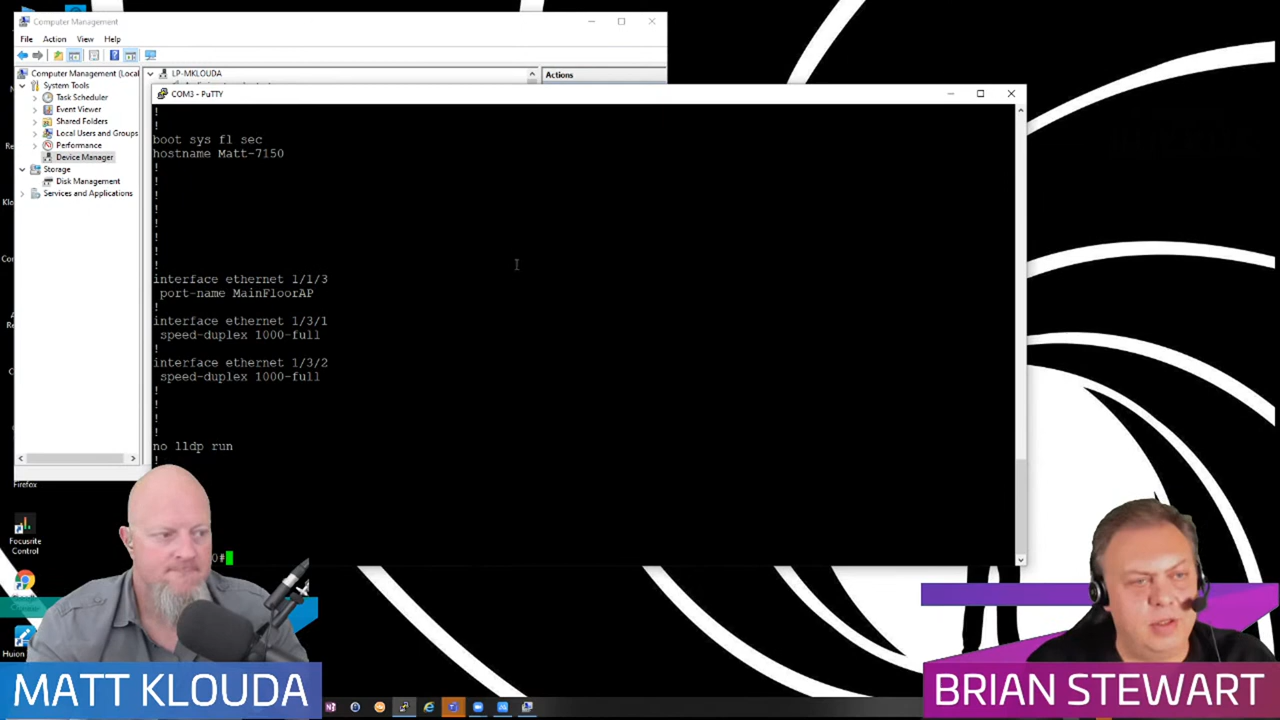 Computer Management
File Action View Help
Computer Management (Local
System Tools
Task Scheduler
Event Viewer
Shared Folders
Local Users and Groups
Performance
Device Manager
Storage
Disk Management
Services and Applications
LP-MKLOUDA
Actions
COM3 - PuTTY
!
!
boot sys fl sec
hostname Matt-7150
!
!
!
!
!
!
!
!
interface ethernet 1/1/3
port-name MainFloorAP
!
interface ethernet 1/3/1
speed-duplex 1000-full
!
interface ethernet 1/3/2
speed-duplex 1000-full
!
!
!
!
no lldp run
!
0#
Firefox
Focusrite
Control
Huion
MATT KLOUDA
BRIAN STEWART